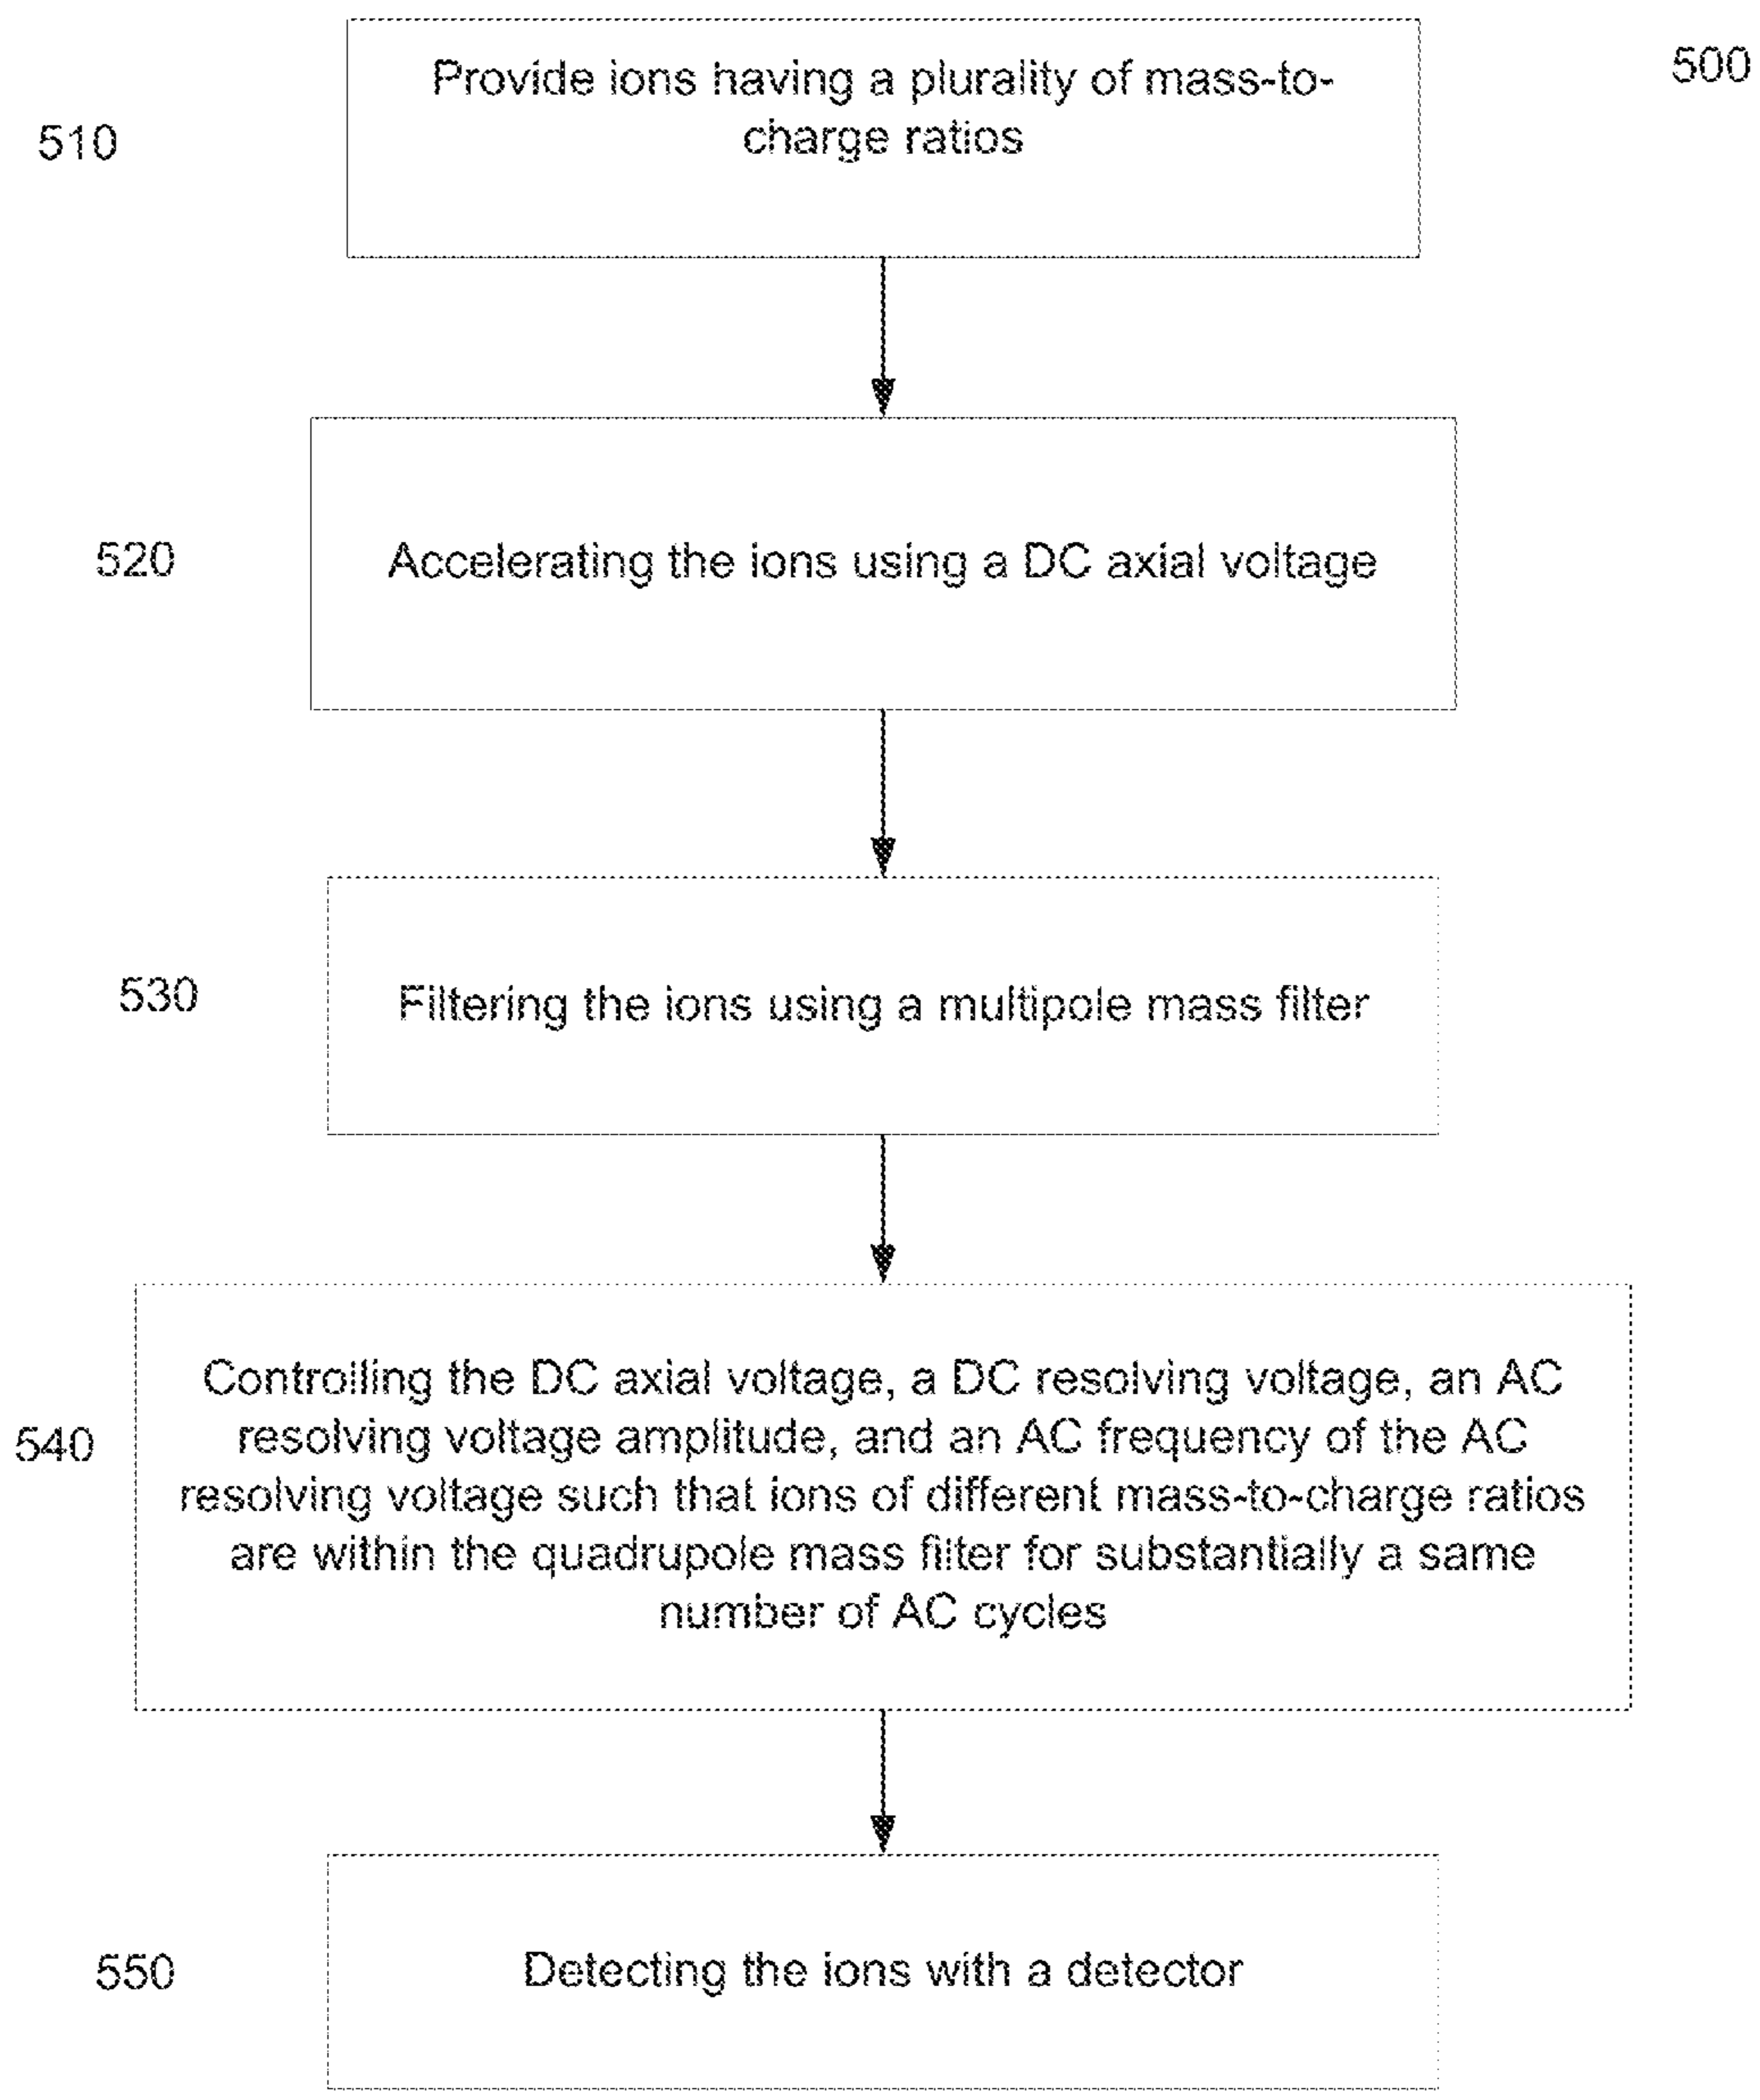 500
510
Provide ions having a plurality of mass-to-
charge ratios
520
Accelerating the ions using a DC axial voltage
530
Filtering the ions using a multipole mass filter
540
Controlling the DC axial voltage, a DC resolving voltage, an AC
resolving voltage amplitude, and an AC frequency of the AC
resolving voltage such that ions of different mass-to-charge ratios
are within the quadrupole mass filter for substantially a same
number of AC cycles
550
Detecting the ions with a detector